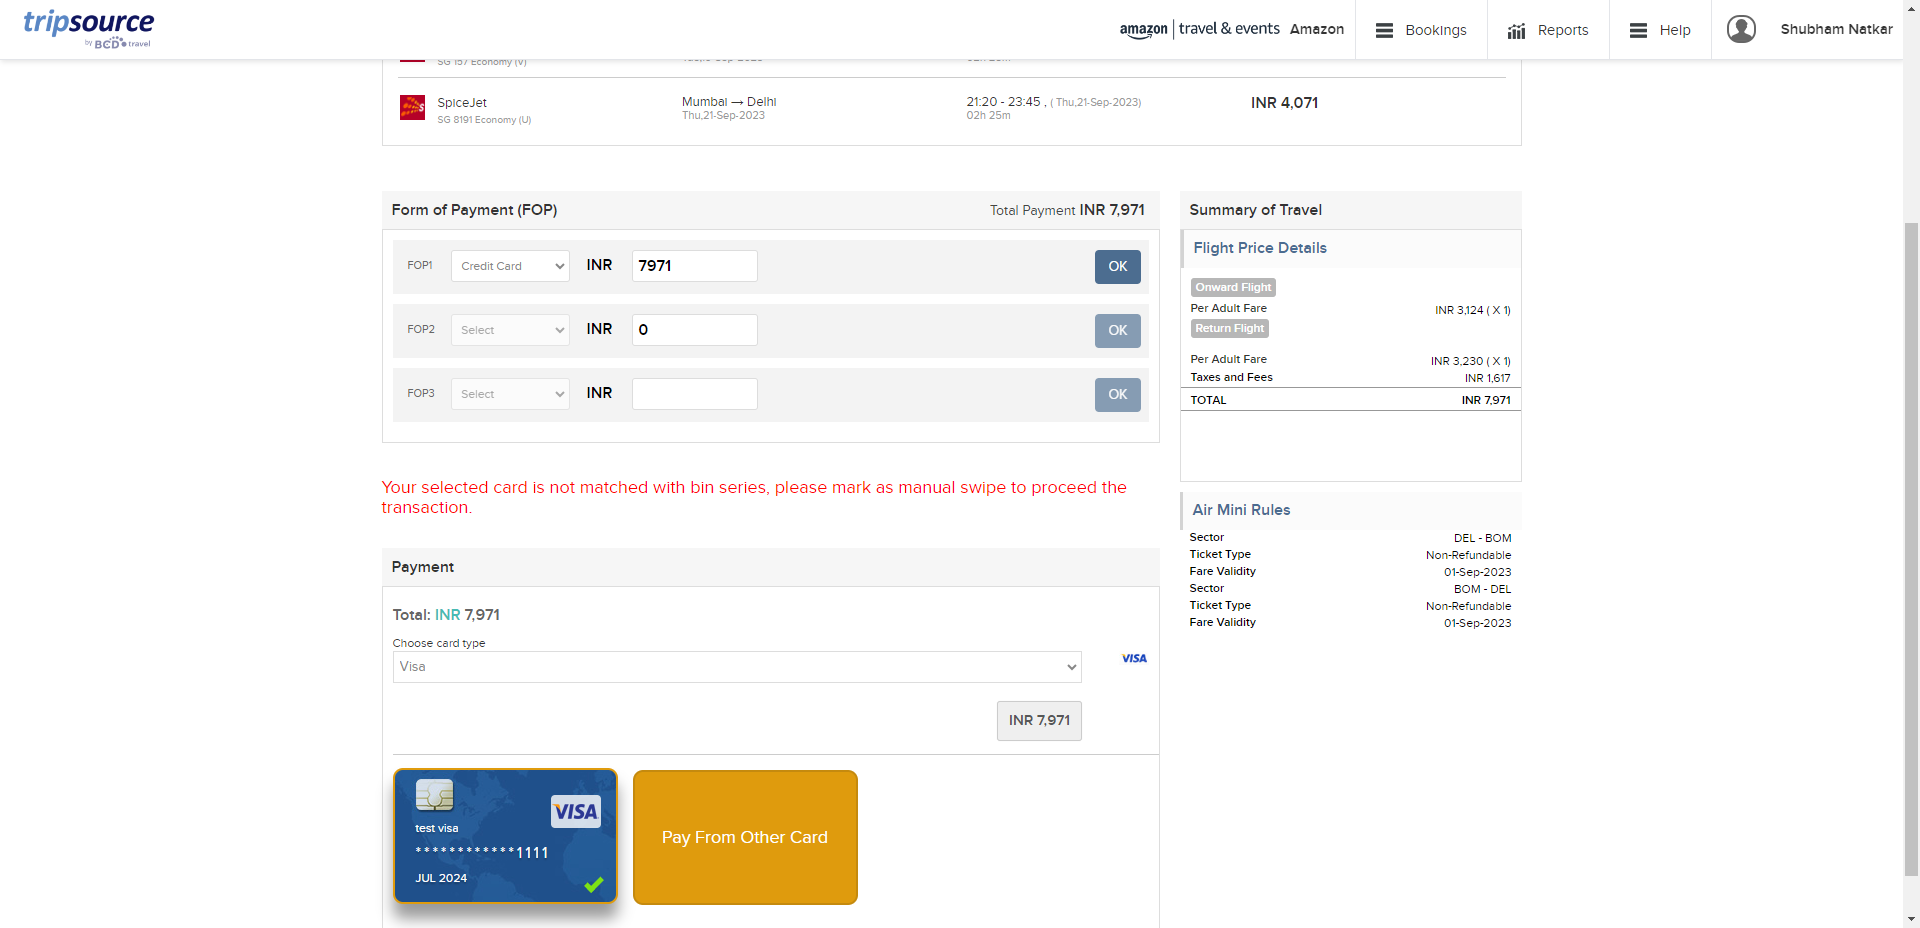 tripsource
by BCD travel
amazon | travel & events Amazon
Bookings
Reports
Help
Shubham Natkar
SG 157 Economy (V)
SpiceJet
SG 8191 Economy (U)
Mumbai → Delhi
Thu,21-Sep-2023
21:20 - 23:45 , ( Thu,21-Sep-2023)
02h 25m
INR 4,071
Form of Payment (FOP)
Total Payment INR 7,971
FOP1 Credit Card INR 7971 OK
FOP2 Select INR 0 OK
FOP3 Select INR OK
Your selected card is not matched with bin series, please mark as manual swipe to proceed the
transaction.
Payment
Total: INR 7,971
Choose card type
Visa
VISA
INR 7,971
VISA
test visa
************1111
JUL 2024
Pay From Other Card
Summary of Travel
Flight Price Details
Onward Flight
Per Adult Fare INR 3,124 ( X 1)
Return Flight
Per Adult Fare INR 3,230 ( X 1)
Taxes and Fees INR 1,617
TOTAL INR 7,971
Air Mini Rules
Sector DEL - BOM
Ticket Type Non-Refundable
Fare Validity 01-Sep-2023
Sector BOM - DEL
Ticket Type Non-Refundable
Fare Validity 01-Sep-2023